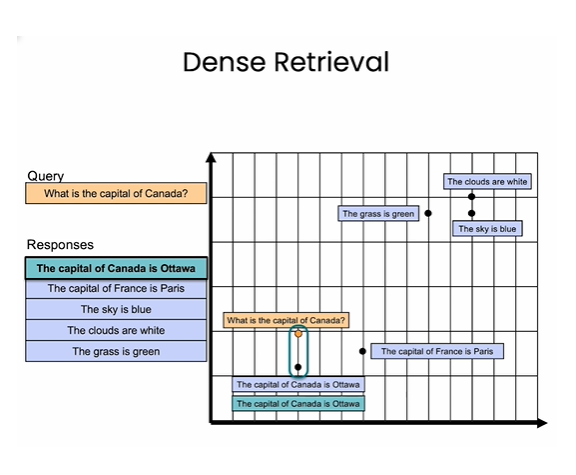 Dense Retrieval
Query
What is the capital of Canada?
Responses
The capital of Canada is Ottawa
The capital of France is Paris
The sky is blue
The clouds are white
The grass is green
The clouds are white
The grass is green
The sky is blue
What is the capital of Canada?
The capital of France is Paris
The capital of Canada is Ottawa
The capital of Canada is Ottawa